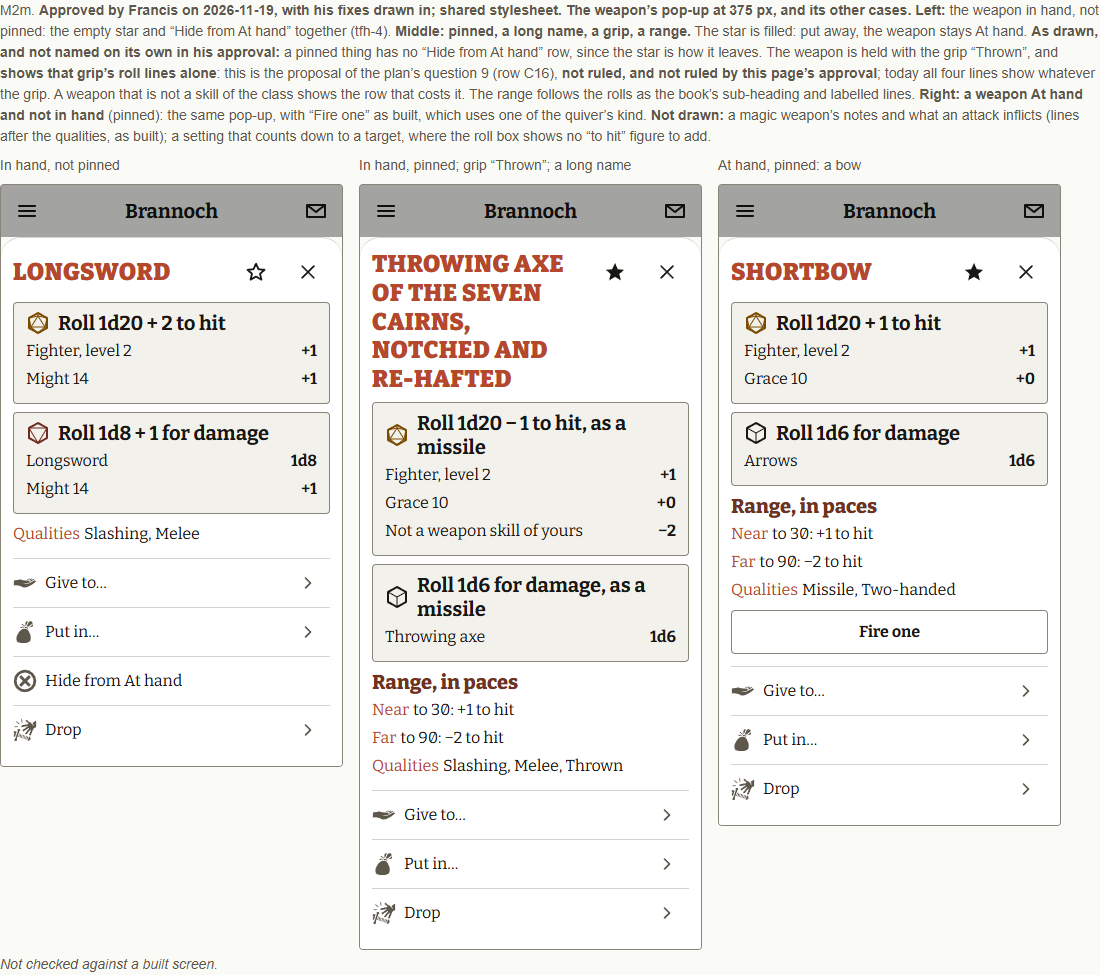 M2m. Approved by Francis on 2026-11-19, with his fixes drawn in; shared stylesheet. The weapon’s pop-up at 375 px, and its other cases. Left: the weapon in hand, not
pinned: the empty star and “Hide from At hand” together (tfh-4). Middle: pinned, a long name, a grip, a range. The star is filled: put away, the weapon stays At hand. As drawn,
and not named on its own in his approval: a pinned thing has no “Hide from At hand” row, since the star is how it leaves. The weapon is held with the grip “Thrown”, and
shows that grip’s roll lines alone: this is the proposal of the plan’s question 9 (row C16), not ruled, and not ruled by this page’s approval; today all four lines show whatever
the grip. A weapon that is not a skill of the class shows the row that costs it. The range follows the rolls as the book’s sub-heading and labelled lines. Right: a weapon At hand
and not in hand (pinned): the same pop-up, with “Fire one” as built, which uses one of the quiver’s kind. Not drawn: a magic weapon’s notes and what an attack inflicts (lines
after the qualities, as built); a setting that counts down to a target, where the roll box shows no “to hit” figure to add.
In hand, not pinned
Brannoch
LONGSWORD
Roll 1d20 + 2 to hit
Fighter, level 2 +1
Might 14 +1
Roll 1d8 + 1 for damage
Longsword 1d8
Might 14 +1
Qualities Slashing, Melee
Give to...
Put in...
Hide from At hand
Drop
In hand, pinned; grip “Thrown”; a long name
Brannoch
THROWING AXE
OF THE SEVEN
CAIRNS,
NOTCHED AND
RE-HAFTED
Roll 1d20 − 1 to hit, as a
missile
Fighter, level 2 +1
Grace 10 +0
Not a weapon skill of yours −2
Roll 1d6 for damage, as a
missile
Throwing axe 1d6
Range, in paces
Near to 30: +1 to hit
Far to 90: −2 to hit
Qualities Slashing, Melee, Thrown
Give to...
Put in...
Drop
At hand, pinned: a bow
Brannoch
SHORTBOW
Roll 1d20 + 1 to hit
Fighter, level 2 +1
Grace 10 +0
Roll 1d6 for damage
Arrows 1d6
Range, in paces
Near to 30: +1 to hit
Far to 90: −2 to hit
Qualities Missile, Two-handed
Fire one
Give to...
Put in...
Drop
Not checked against a built screen.